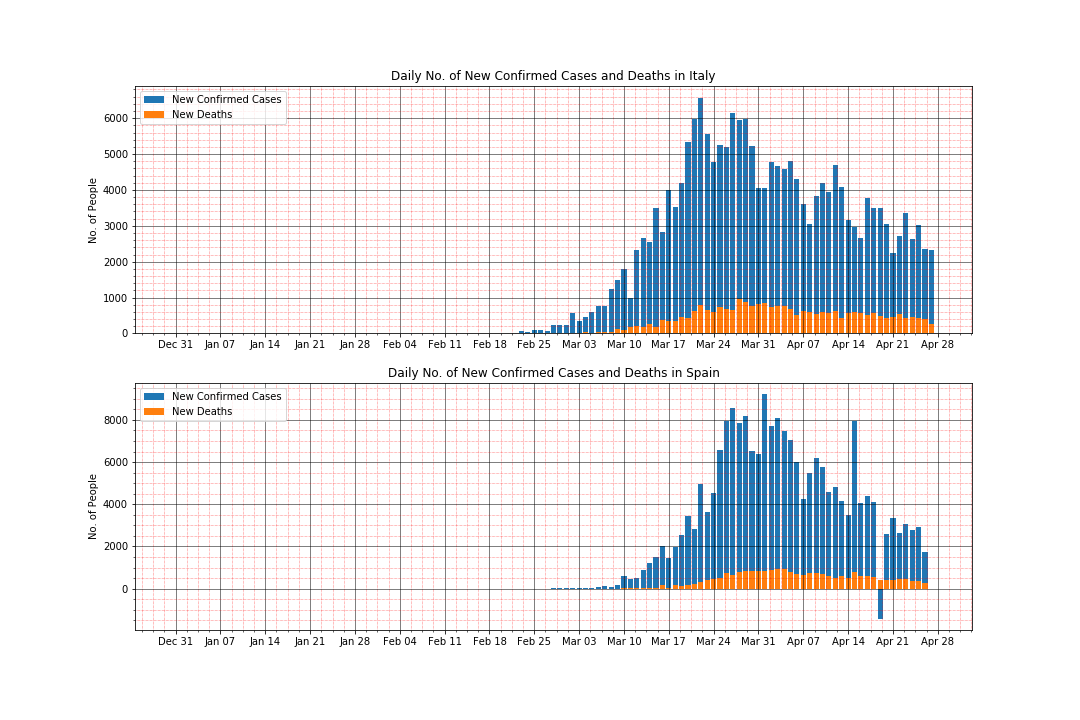 Daily No. of New Confirmed Cases and Deaths in Italy
New Confirmed Cases
New Deaths
No. of People
6000
5000
4000
3000
2000
1000
0
Dec 31 Jan 07 Jan 14 Jan 21 Jan 28 Feb 04 Feb 11 Feb 18 Feb 25 Mar 03 Mar 10 Mar 17 Mar 24 Mar 31 Apr 07 Apr 14 Apr 21 Apr 28
Daily No. of New Confirmed Cases and Deaths in Spain
New Confirmed Cases
New Deaths
No. of People
8000
6000
4000
2000
0
Dec 31 Jan 07 Jan 14 Jan 21 Jan 28 Feb 04 Feb 11 Feb 18 Feb 25 Mar 03 Mar 10 Mar 17 Mar 24 Mar 31 Apr 07 Apr 14 Apr 21 Apr 28